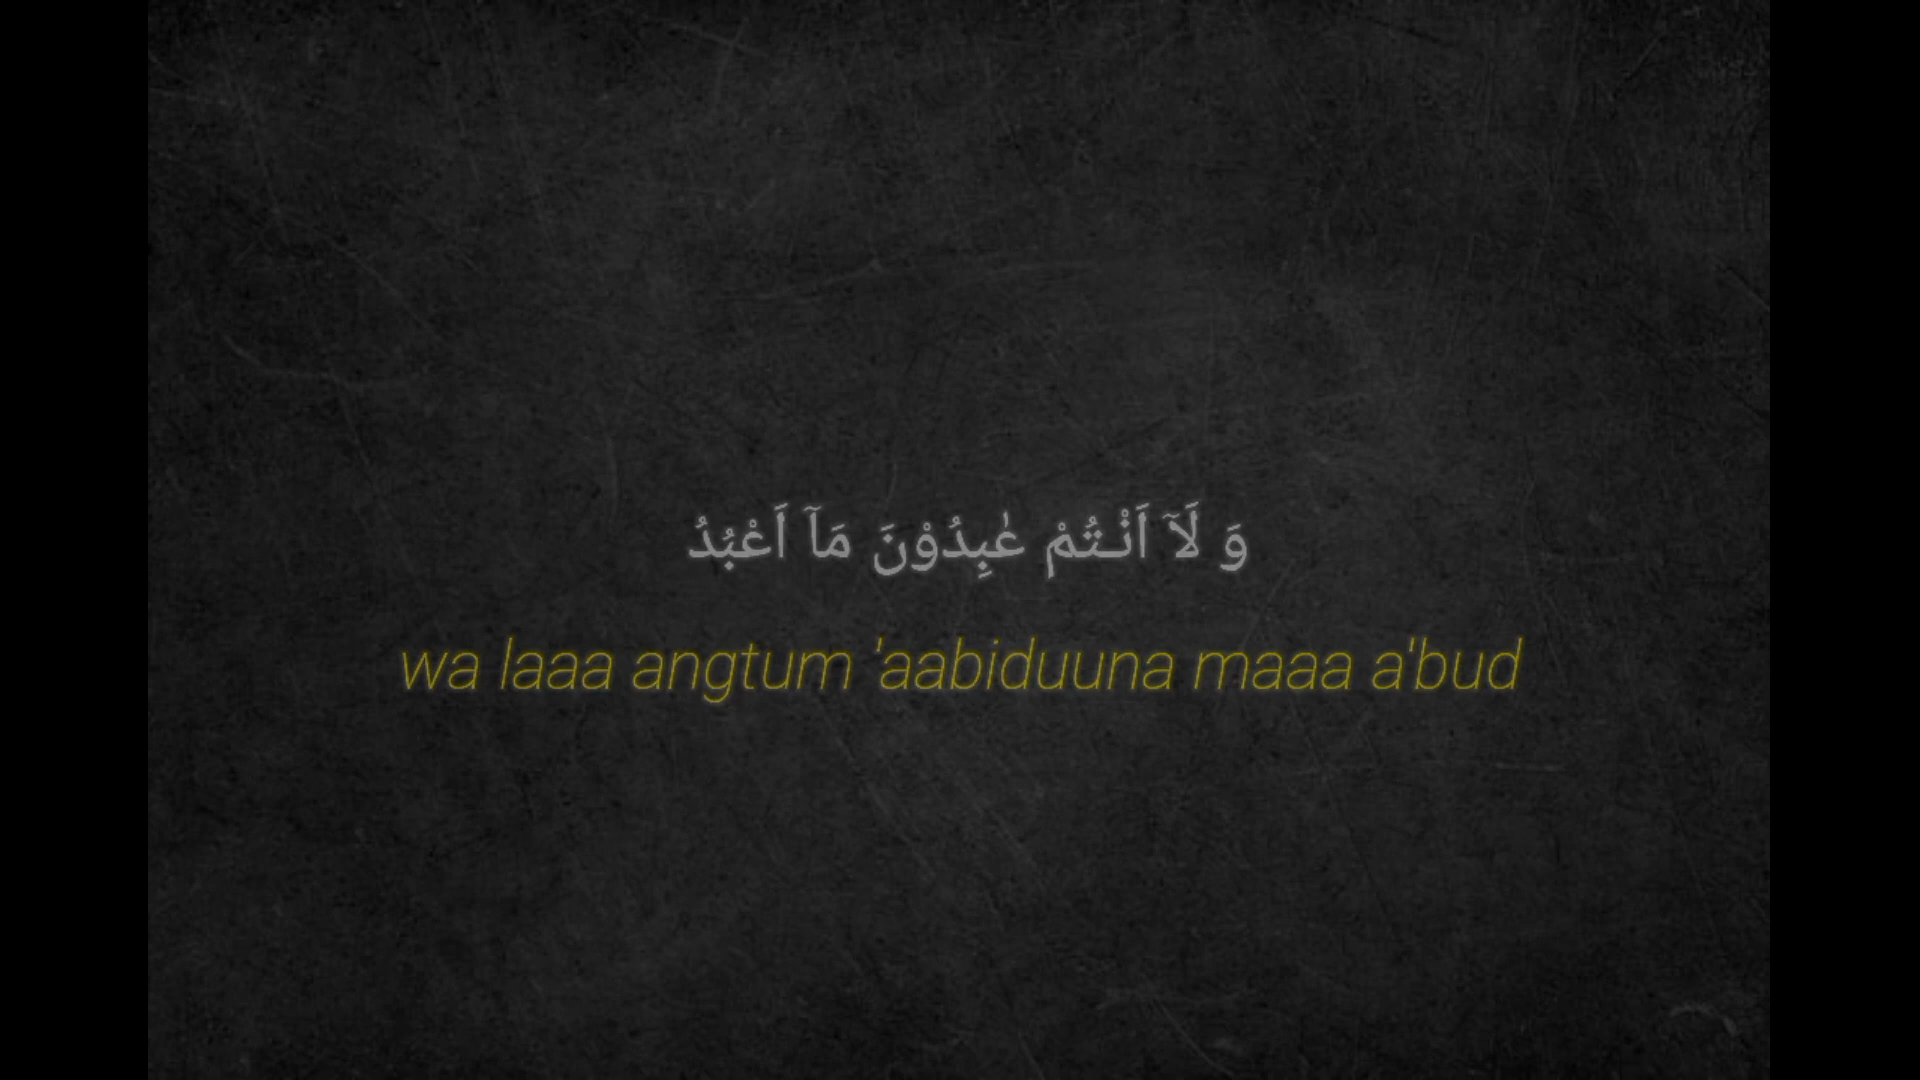 وَ لَاۤ اَنْـتُمْ عٰبِدُوْنَ مَاۤ اَعْبُدُ
wa laaa angtum 'aabiduuna maaa a'bud